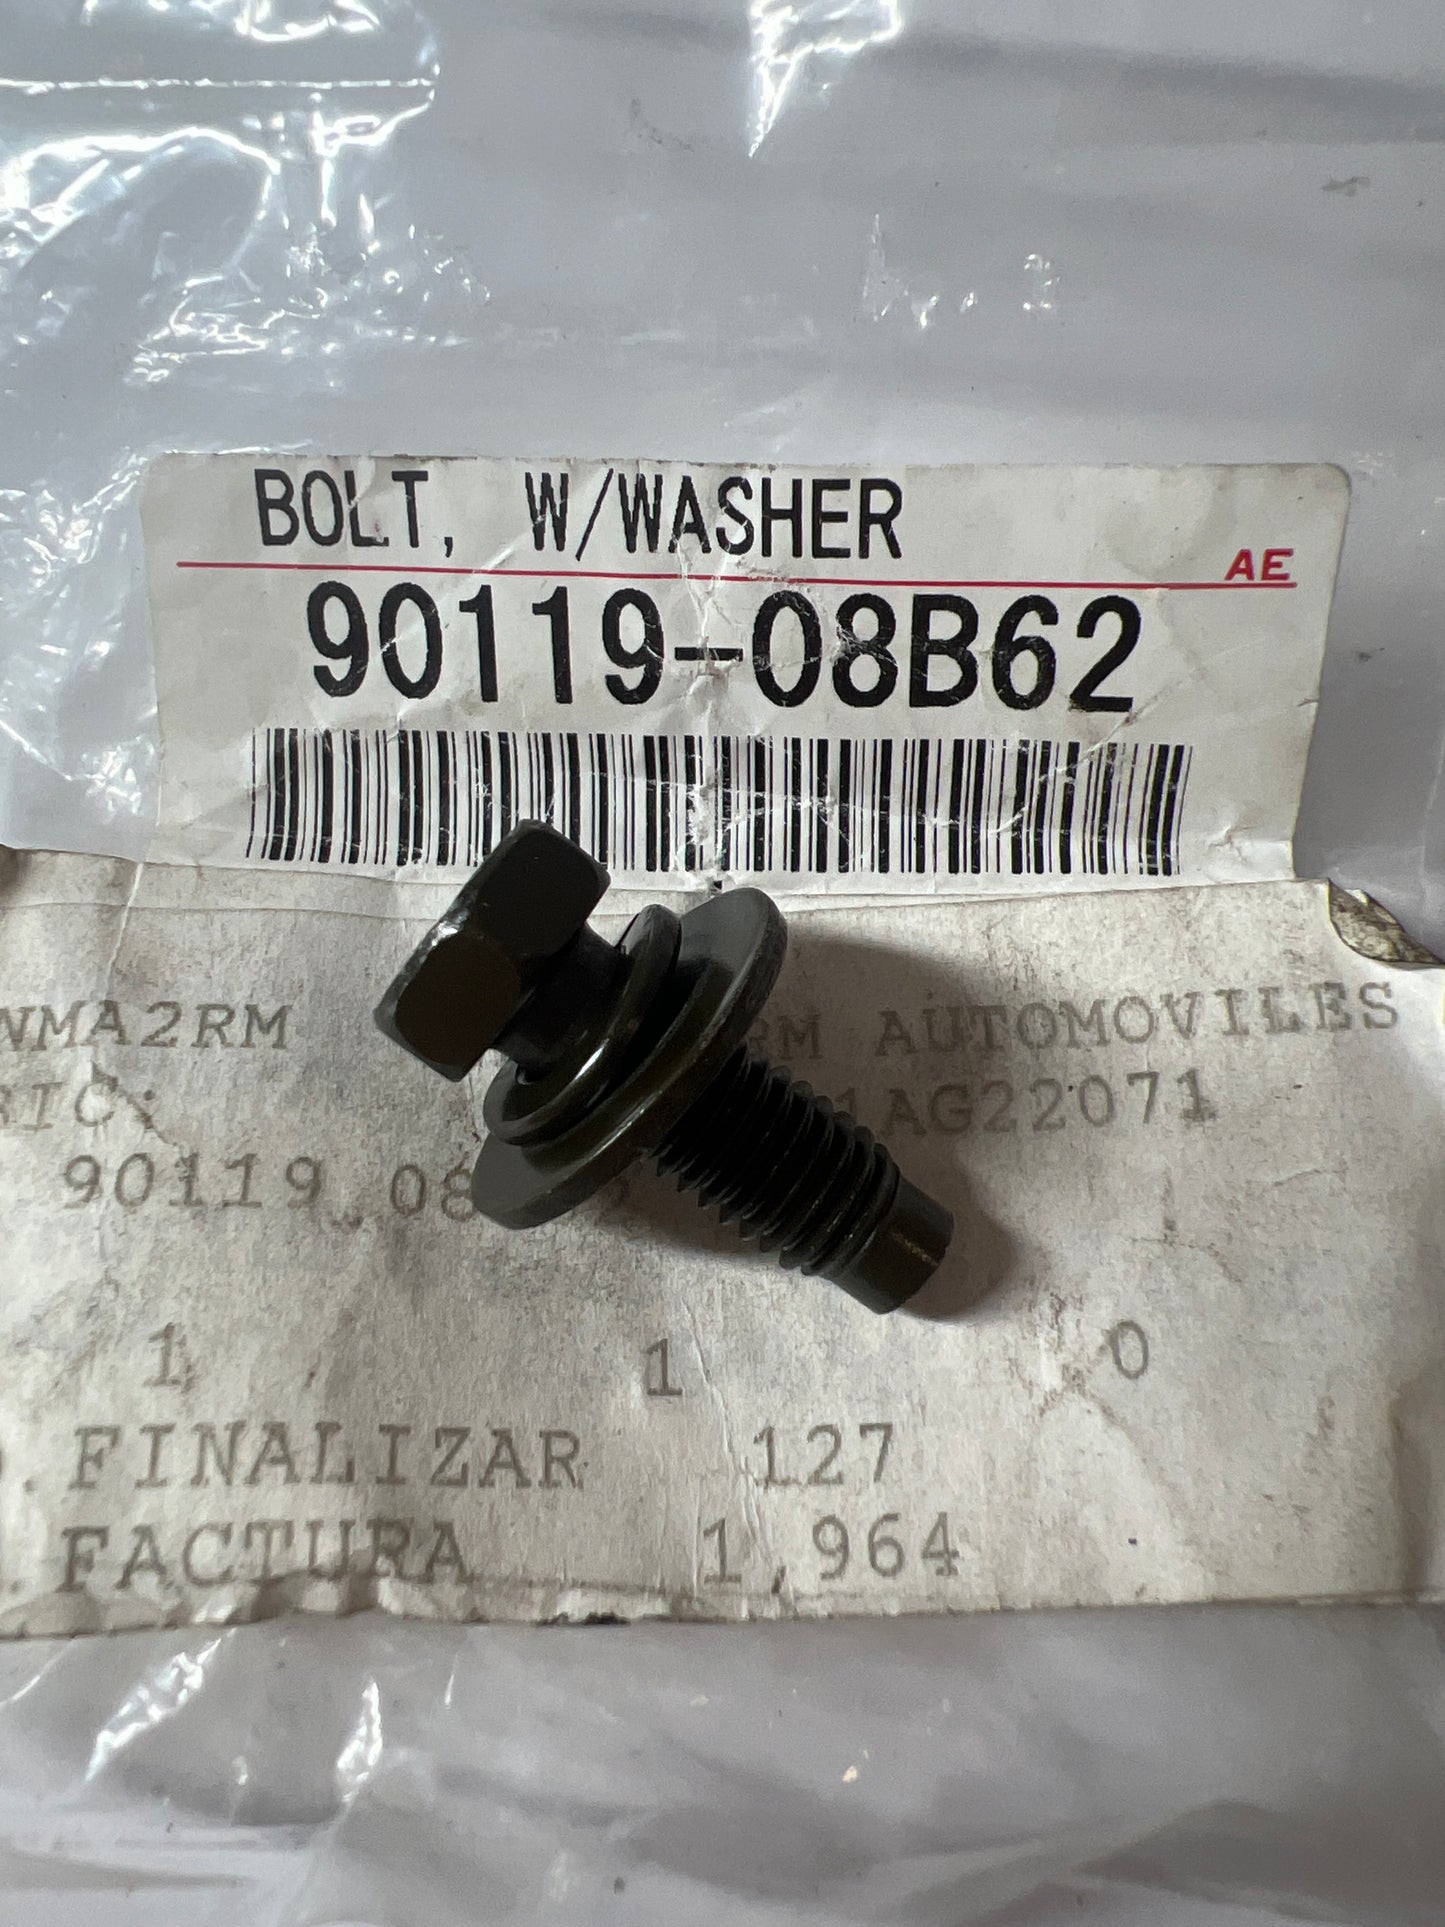 BOLT, W/WASHER
AE
90119-08B62
NMA2RM RM AUTOMOVILES
RIC: 1AG22071
90119 08
1 1 0
. FINALIZAR 127
. FACTURA 1,964